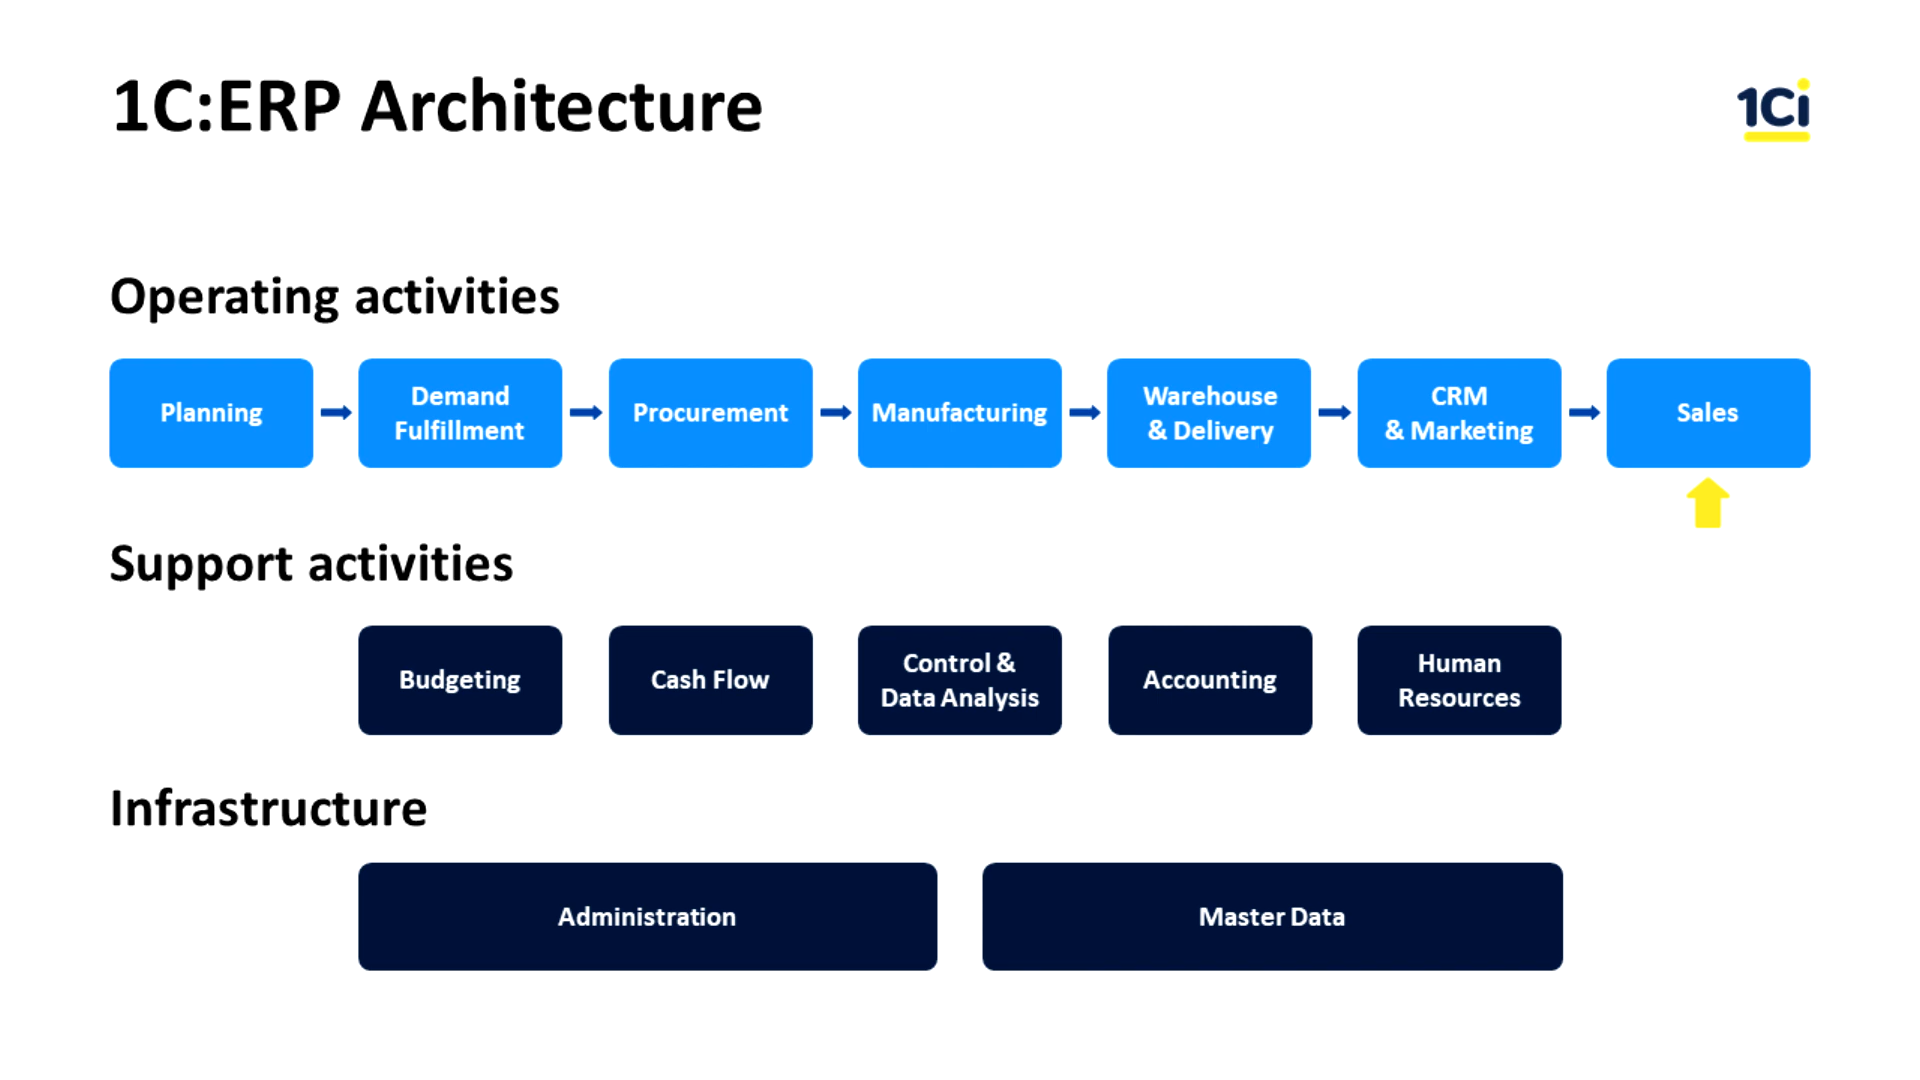 1C:ERP Architecture
1Ci
Operating activities
Planning
Demand
Fulfillment
Procurement
Manufacturing
Warehouse
& Delivery
CRM
& Marketing
Sales
Support activities
Budgeting
Cash Flow
Control &
Data Analysis
Accounting
Human
Resources
Infrastructure
Administration
Master Data